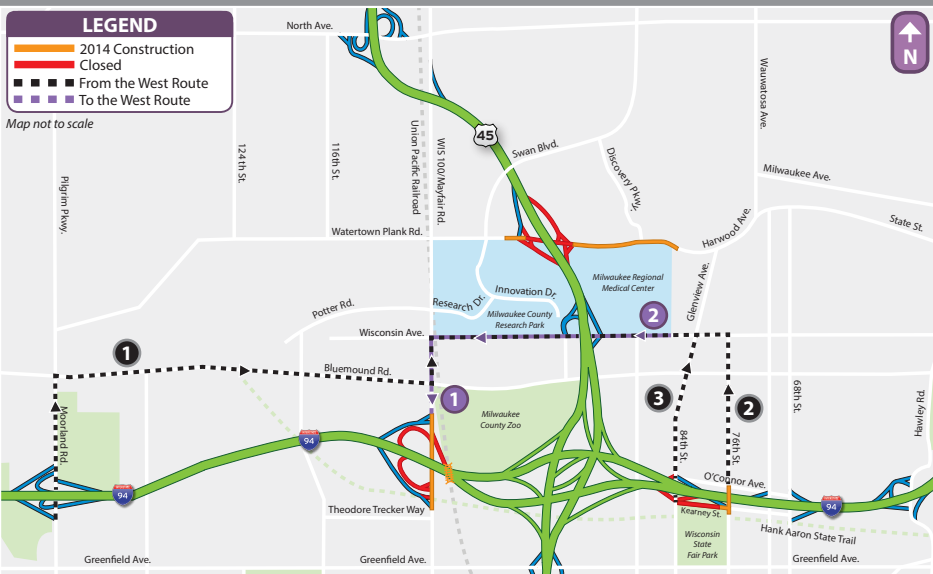 LEGEND
2014 Construction
Closed
From the West Route
To the West Route
Map not to scale
North Ave.
N
45
Swan Blvd.
Discovery Pkwy.
Wauwatosa Ave.
Milwaukee Ave.
State St.
Harwood Ave.
Glenview Ave.
Pilgrim Pkwy.
124th St.
116th St.
Union Pacific Railroad
WIS 100/Mayfair Rd.
Watertown Plank Rd.
Milwaukee Regional
Medical Center
Innovation Dr.
Research Dr.
Milwaukee County
Research Park
Potter Rd.
Wisconsin Ave.
2
1
Bluemound Rd.
1
3
2
Milwaukee
County Zoo
Moorland Rd.
84th St.
76th St.
68th St.
Hawley Rd.
94
94
94
O'Connor Ave.
Kearney St.
Theodore Trecker Way
Hank Aaron State Trail
Wisconsin
State
Fair Park
Greenfield Ave.
Greenfield Ave.
Greenfield Ave.